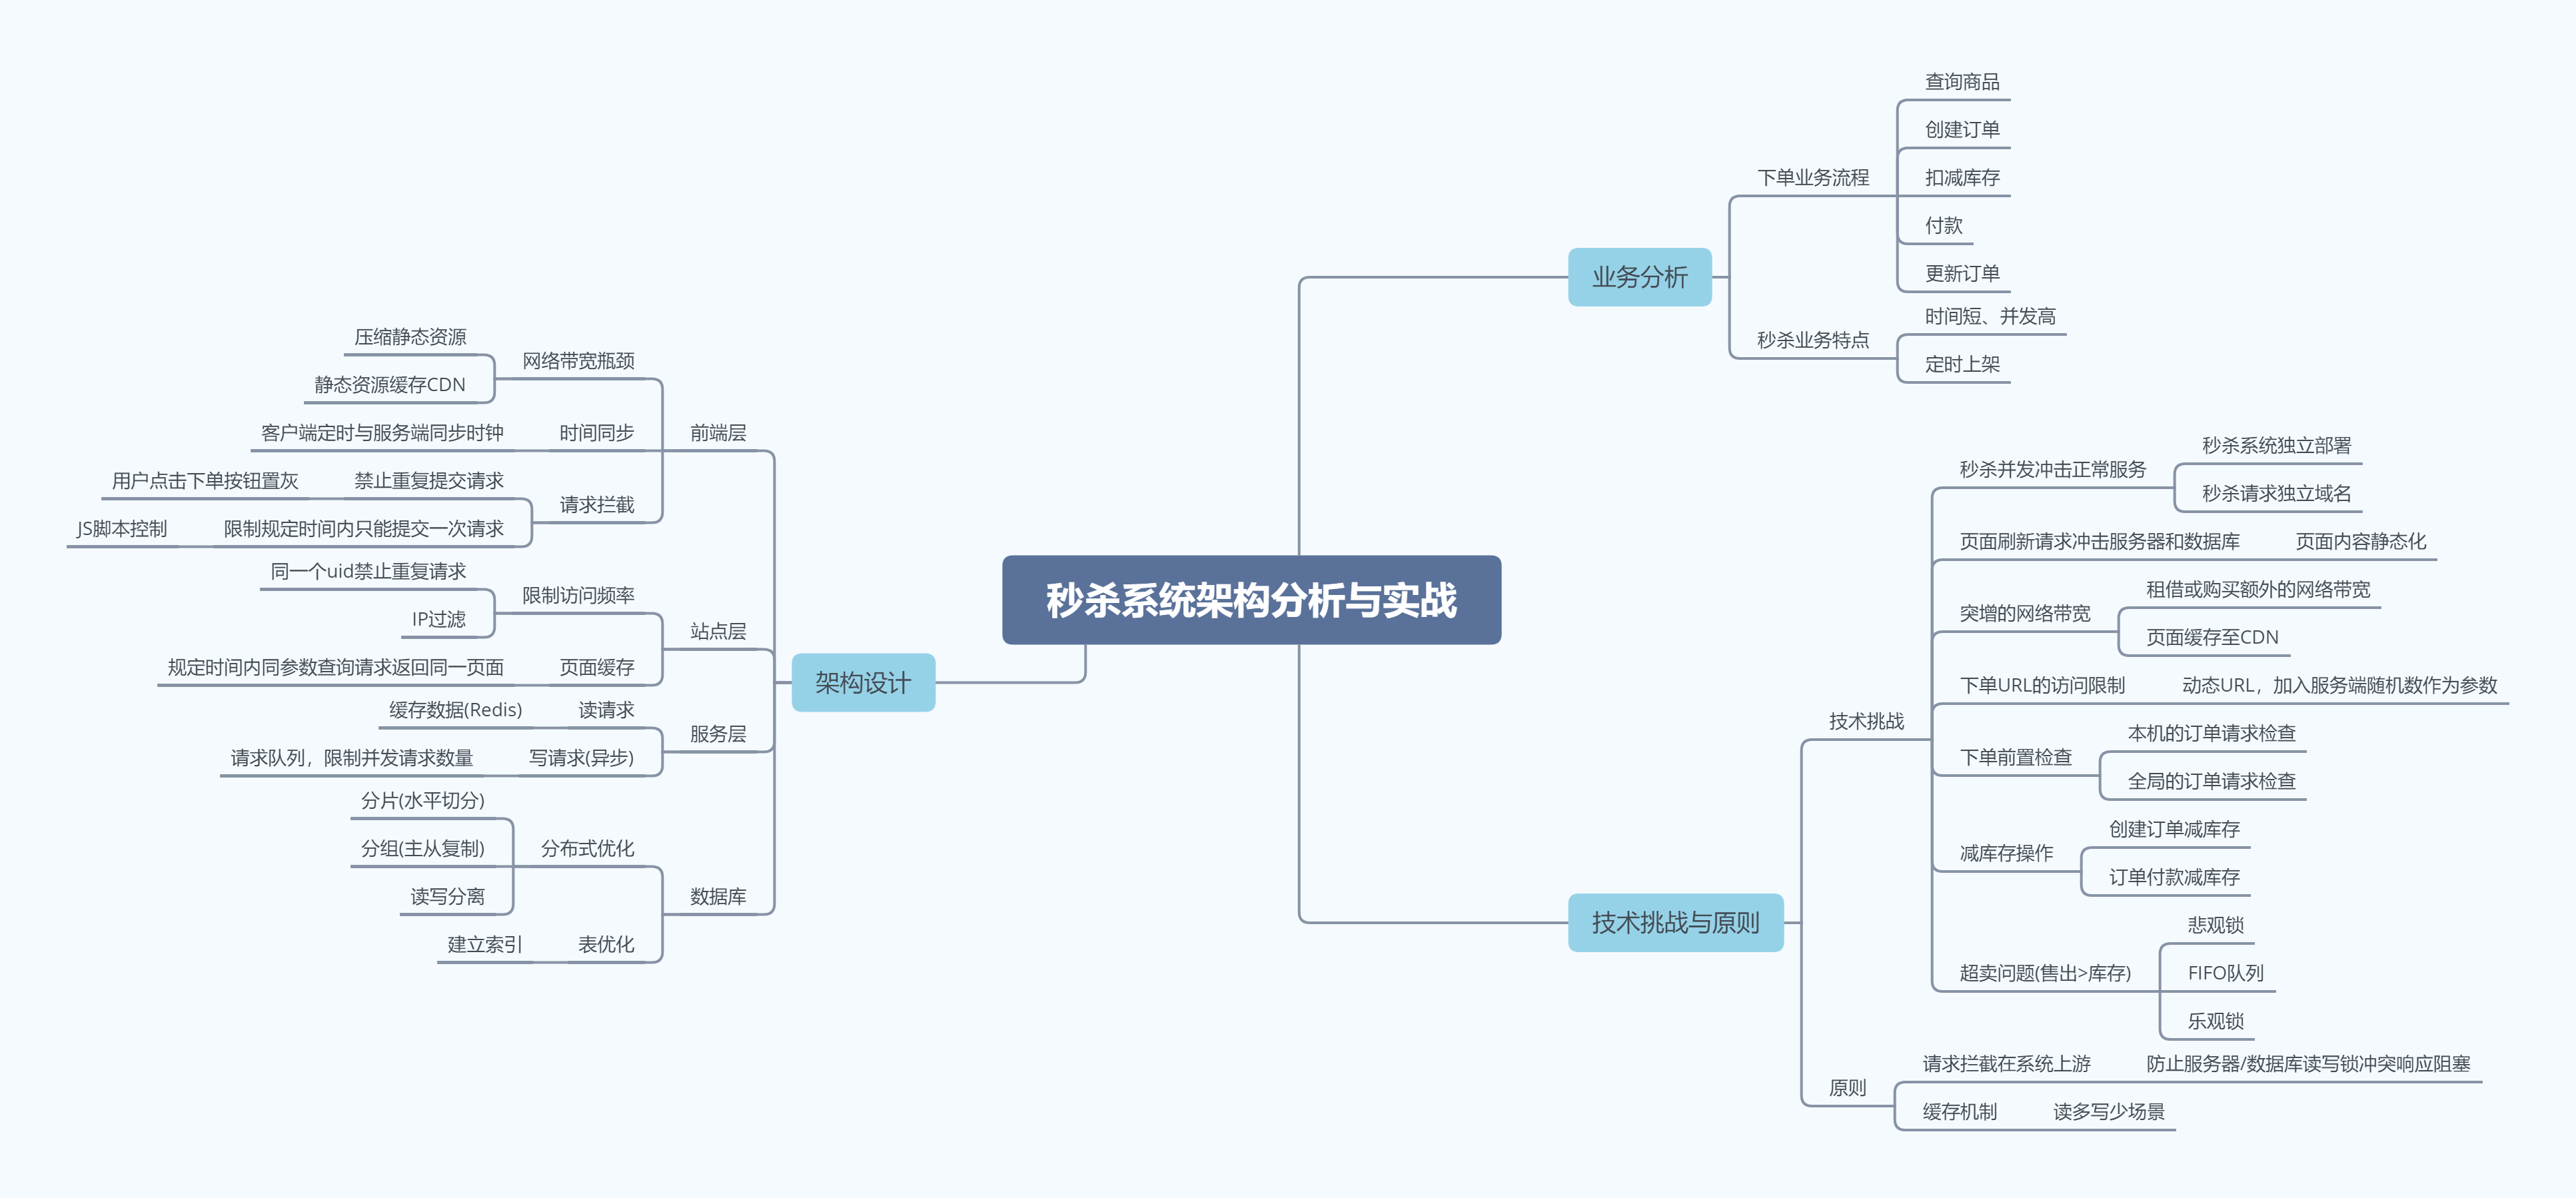 秒杀系统架构分析与实战
业务分析
下单业务流程
查询商品
创建订单
扣减库存
付款
更新订单
秒杀业务特点
时间短、并发高
定时上架
技术挑战与原则
技术挑战
秒杀并发冲击正常服务
秒杀系统独立部署
秒杀请求独立域名
页面刷新请求冲击服务器和数据库
页面内容静态化
突增的网络带宽
租借或购买额外的网络带宽
页面缓存至CDN
下单URL的访问限制
动态URL，加入服务端随机数作为参数
下单前置检查
本机的订单请求检查
全局的订单请求检查
减库存操作
创建订单减库存
订单付款减库存
超卖问题(售出>库存)
悲观锁
FIFO队列
乐观锁
原则
请求拦截在系统上游
防止服务器/数据库读写锁冲突响应阻塞
缓存机制
读多写少场景
架构设计
前端层
网络带宽瓶颈
压缩静态资源
静态资源缓存CDN
时间同步
客户端定时与服务端同步时钟
请求拦截
禁止重复提交请求
用户点击下单按钮置灰
限制规定时间内只能提交一次请求
JS脚本控制
站点层
限制访问频率
同一个uid禁止重复请求
IP过滤
页面缓存
规定时间内同参数查询请求返回同一页面
服务层
读请求
缓存数据(Redis)
写请求(异步)
请求队列，限制并发请求数量
数据库
分布式优化
分片(水平切分)
分组(主从复制)
读写分离
表优化
建立索引